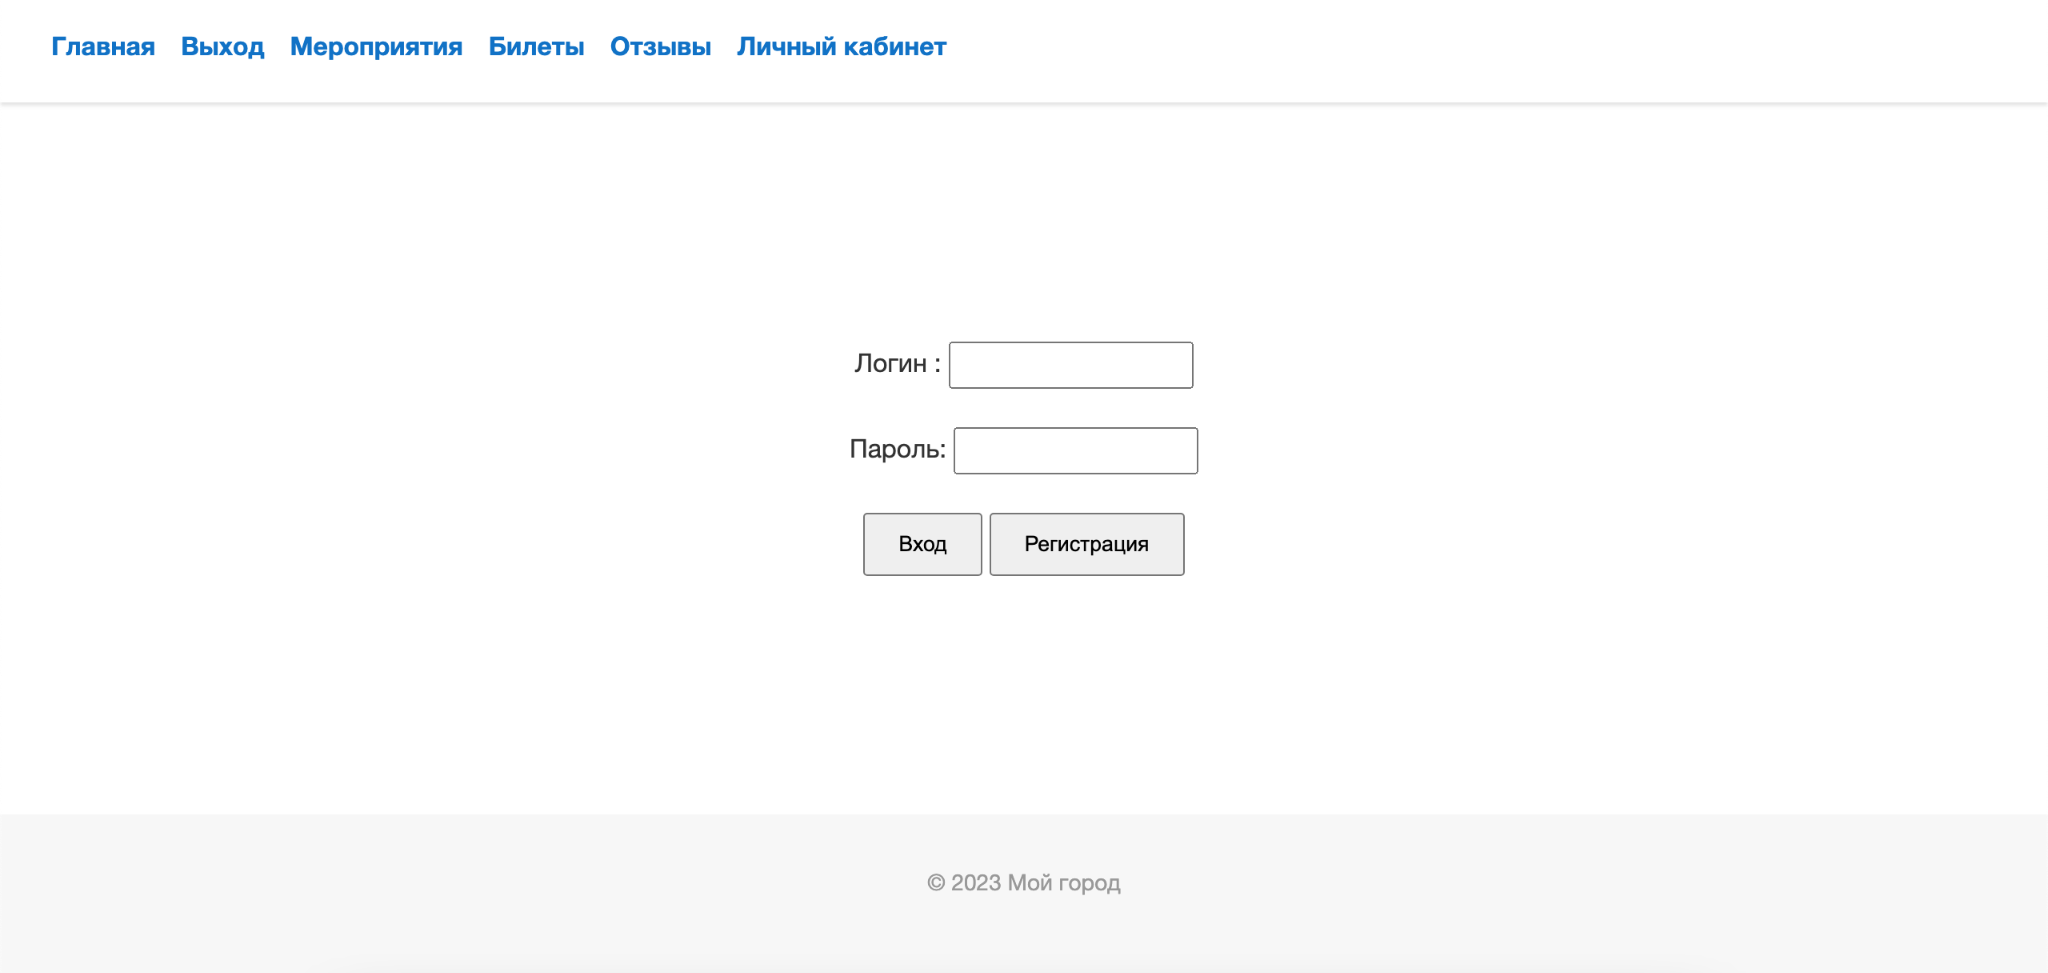 Главная Выход Мероприятия Билеты Отзывы Личный кабинет
Логин :
Пароль:
Вход Регистрация
© 2023 Мой город